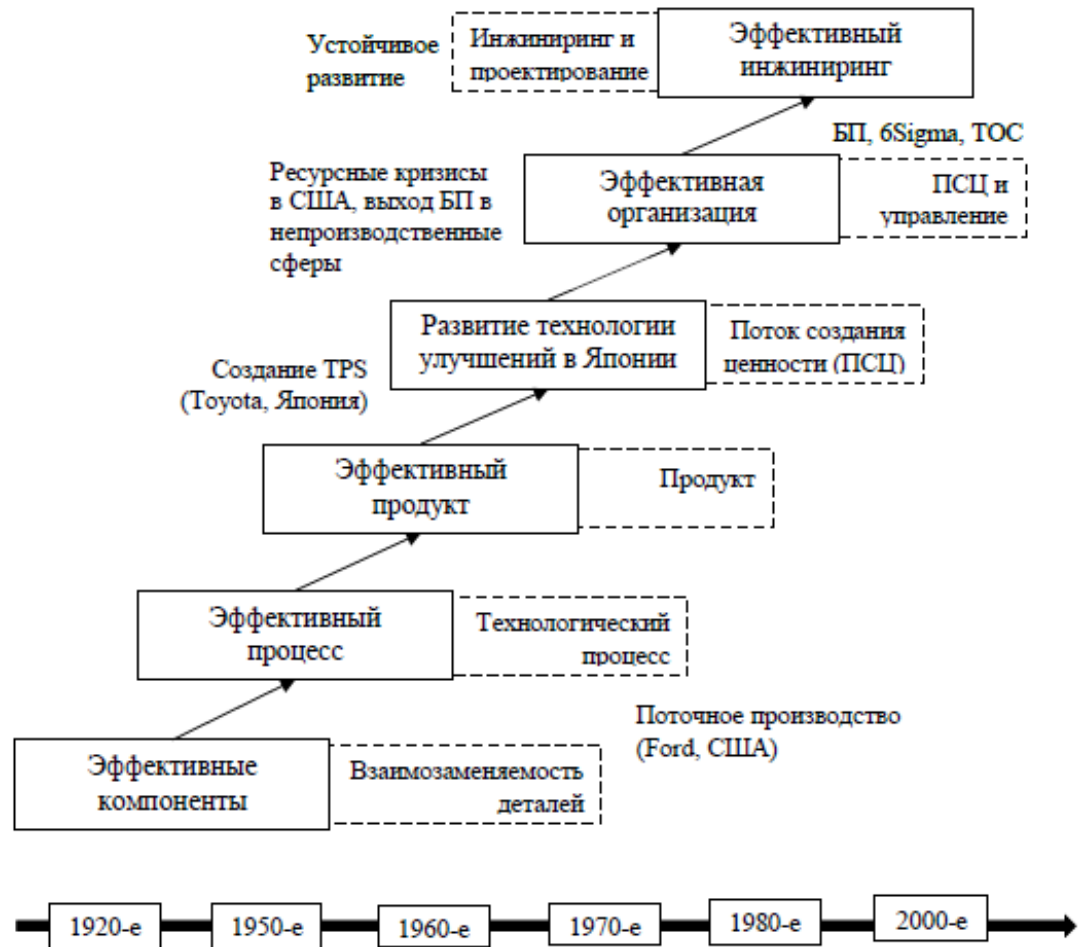 Устойчивое
развитие
Инжиниринг и
проектирование
Эффективный
инжиниринг
БП, 6Sigma, TOC
Ресурсные кризисы
в США, выход БП в
непроизводственные
сферы
Эффективная
организация
ПСЦ и
управление
Развитие технологии
улучшений в Японии
Поток создания
ценности (ПСЦ)
Создание TPS
(Toyota, Япония)
Эффективный
продукт
Продукт
Эффективный
процесс
Технологический
процесс
Поточное производство
(Ford, США)
Эффективные
компоненты
Взаимозаменяемость
деталей
1920-е
1950-е
1960-е
1970-е
1980-е
2000-е